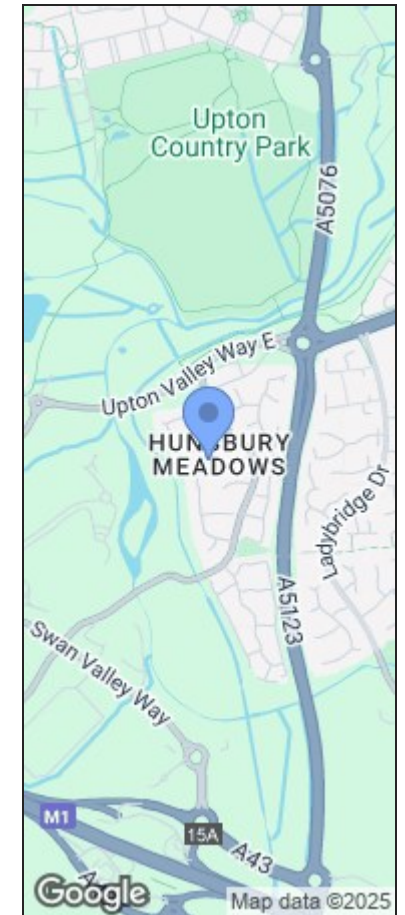 Upton
Country Park
A5076
Upton Valley Way E
HUNSBURY
MEADOWS
Ladybridge Dr
A5123
Swan Valley Way
M1
15A
A43
Google
Map data ©2025